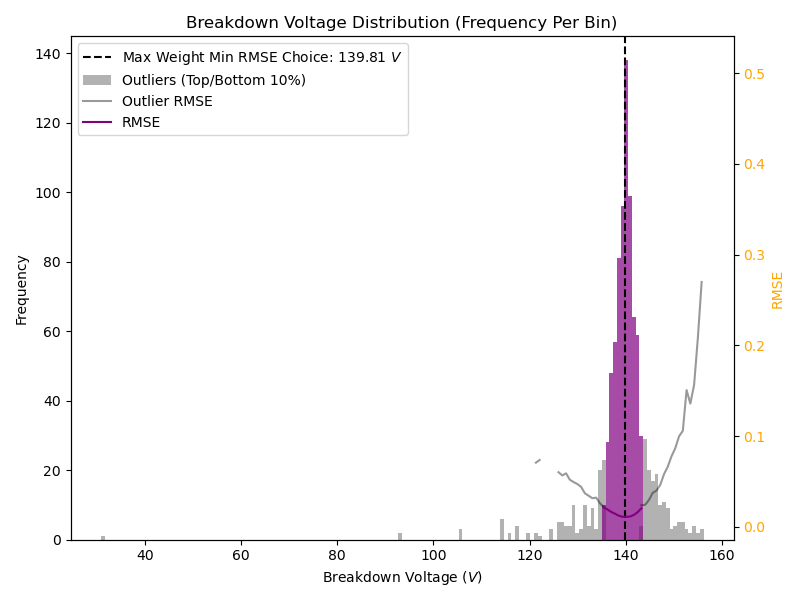 Breakdown Voltage Distribution (Frequency Per Bin)
Max Weight Min RMSE Choice: 139.81 V
Outliers (Top/Bottom 10%)
Outlier RMSE
RMSE
140
120
100
80
60
40
20
0
Frequency
0.5
0.4
0.3
0.2
0.1
0.0
RMSE
40 60 80 100 120 140 160
Breakdown Voltage (V)